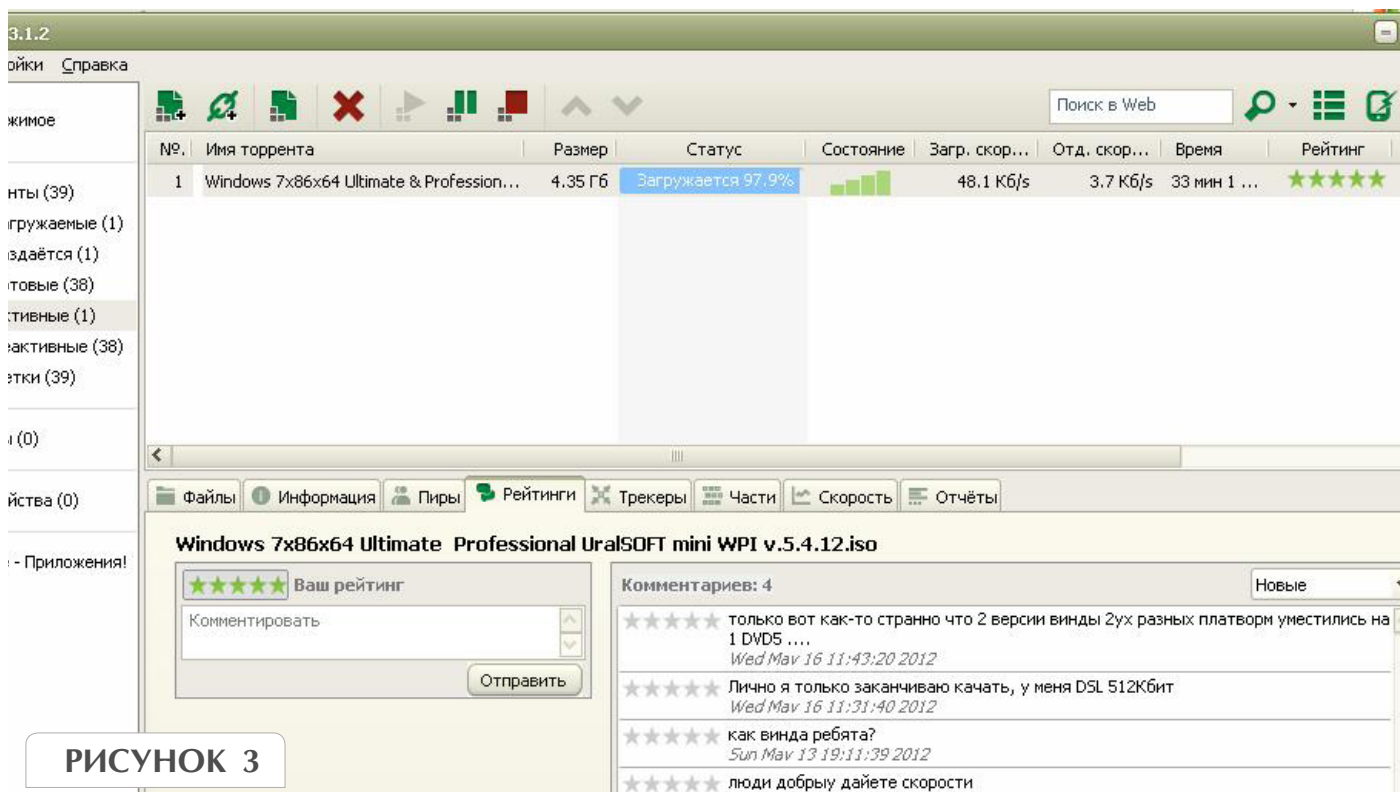 3.1.2
ойки Справка
жимое
Поиск в Web
№. Имя торрента Размер Статус Состояние Загр. скор... Отд. скор... Время Рейтинг
1 Windows 7x86x64 Ultimate & Profession... 4.35 Гб Загружается 97.9% 48.1 Кб/s 3.7 Кб/s 33 мин 1 ...
нты (39)
агружаемые (1)
здаётся (1)
товые (38)
ктивные (1)
еактивные (38)
етки (39)
ы (0)
йства (0)
- Приложения!
Файлы Информация Пиры Рейтинги Трекеры Части Скорость Отчёты
Windows 7x86x64 Ultimate Professional UralSOFT mini WPI v.5.4.12.iso
Ваш рейтинг
Комментировать
Отправить
Комментариев: 4 Новые
только вот как-то странно что 2 версии винды 2ух разных платворм уместились на
1 DVD5 ....
Wed May 16 11:43:20 2012
Лично я только заканчиваю качать, у меня DSL 512Кбит
Wed May 16 11:31:40 2012
как винда ребята?
Sun May 13 19:11:39 2012
люди добрыу дайете скорости
РИСУНОК 3